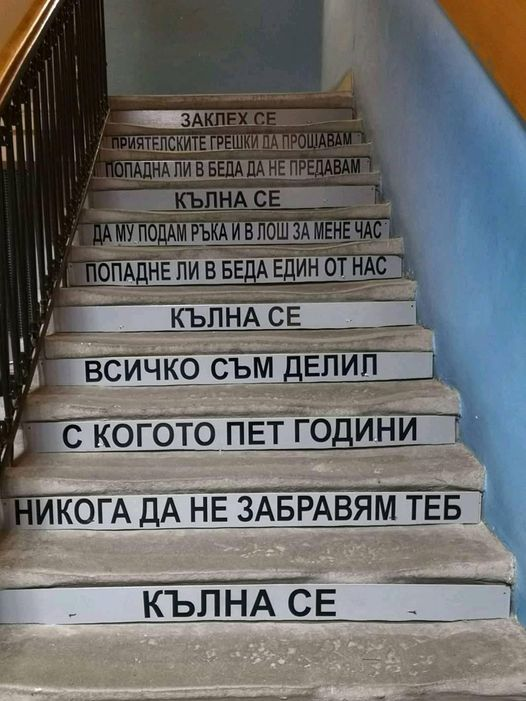 КЪЛНА СЕ
НИКОГА ДА НЕ ЗАБРАВЯМ ТЕБ
С КОГОТО ПЕТ ГОДИНИ
ВСИЧКО СЪМ ДЕЛИЛ
КЪЛНА СЕ
ПОПАДНЕ ЛИ В БЕДА ЕДИН ОТ НАС
ДА МУ ПОДАМ РЪКА И В ЛОШ ЗА МЕНЕ ЧАС
КЪЛНА СЕ
ПОПАДНА ЛИ В БЕДА ДА НЕ ПРЕДАВАМ
ПРИЯТЕЛСКИТЕ ГРЕШКИ ДА ПРОЩАВАМ
ЗАКЛЕХ СЕ